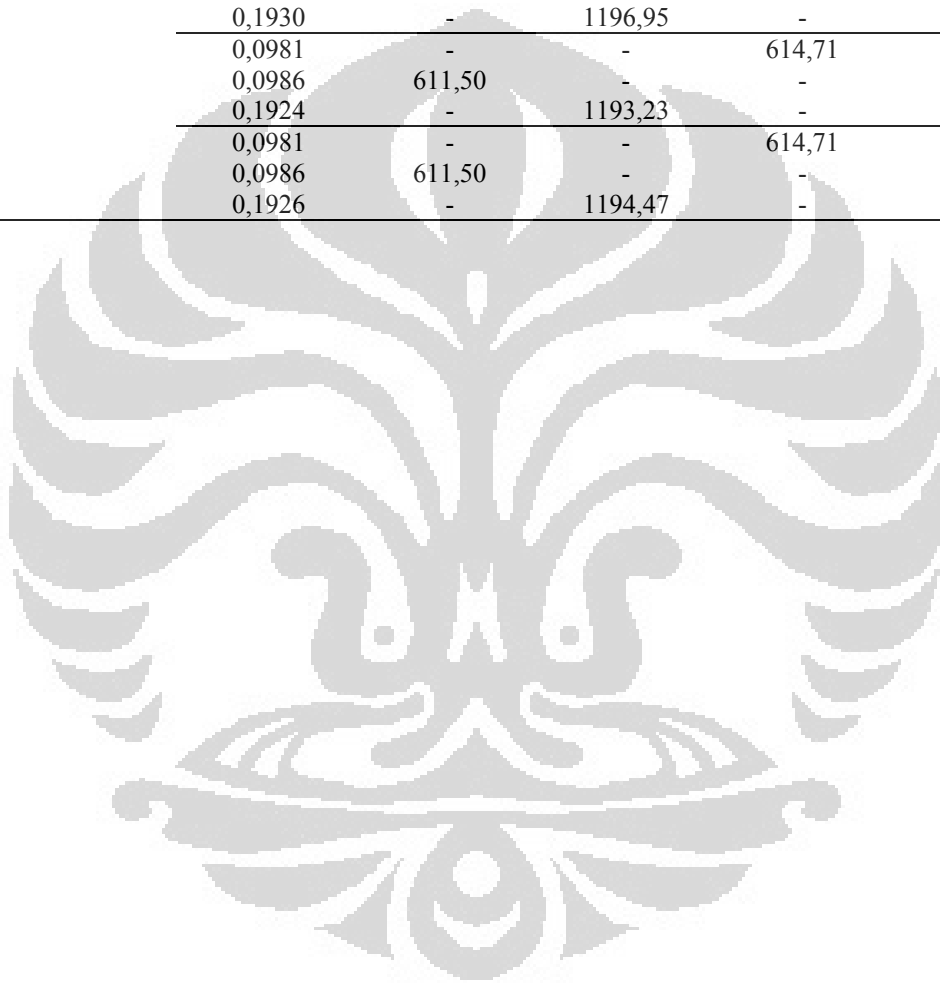 0,1930 - 1196,95 -
0,0981 - - 614,71
0,0986 611,50 - -
0,1924 - 1193,23 -
0,0981 - - 614,71
0,0986 611,50 - -
0,1926 - 1194,47 -